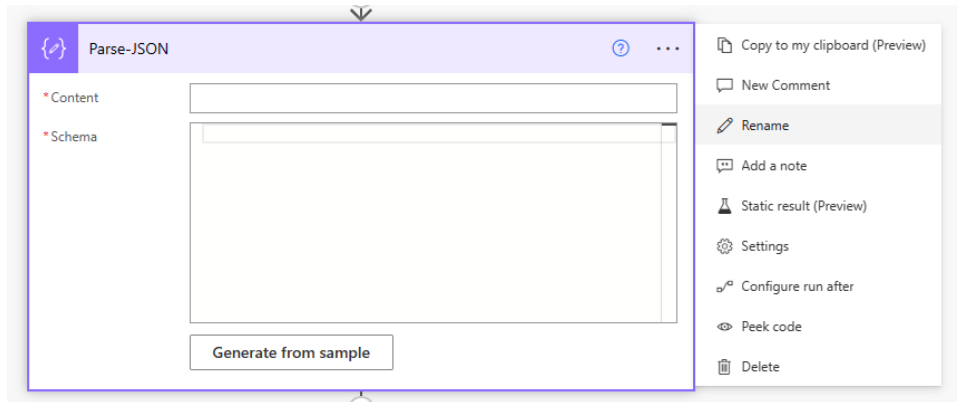 Parse-JSON
*Content
*Schema
Generate from sample
Copy to my clipboard (Preview)
New Comment
Rename
Add a note
Static result (Preview)
Settings
Configure run after
Peek code
Delete